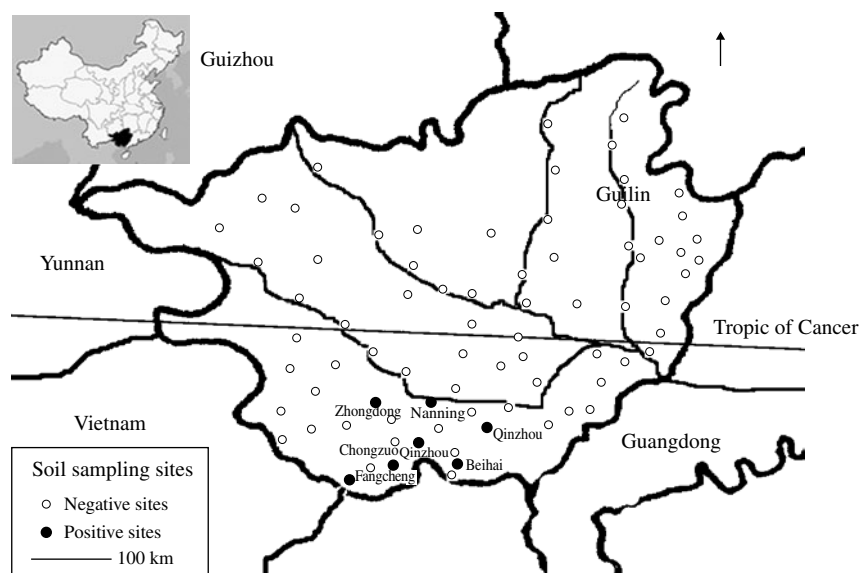 Guizhou
Guilin
Yunnan
Tropic of Cancer
Vietnam
Zhongdong
Nanning
Qinzhou
Guangdong
Chongzuo
Qinzhou
Beihai
Fangcheng
Soil sampling sites
Negative sites
Positive sites
100 km